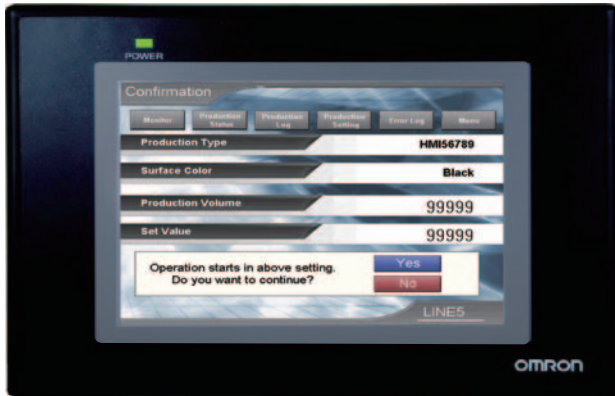 POWER
Confirmation
Monitor Production Status Production Log Production Setting Error Log Menu
Production Type HMI56789
Surface Color Black
Production Volume 99999
Set Value 99999
Operation starts in above setting. Yes
Do you want to continue? No
LINE5
OMRON